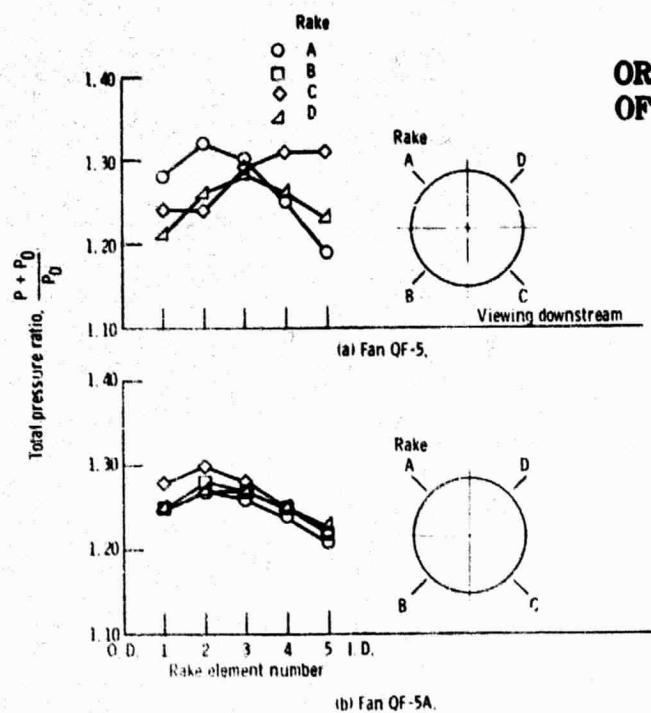 Rake
A
B
C
D
OR
OF
1.40
1.30
1.20
1.10
Total pressure ratio, P + P0
P0
Rake
A
D
B
C
Viewing downstream
(a) Fan QF-5.
1.40
1.30
1.20
1.10
Rake
A
D
B
C
O.D. 1 2 3 4 5 I.D.
Rake element number
(b) Fan QF-5A.